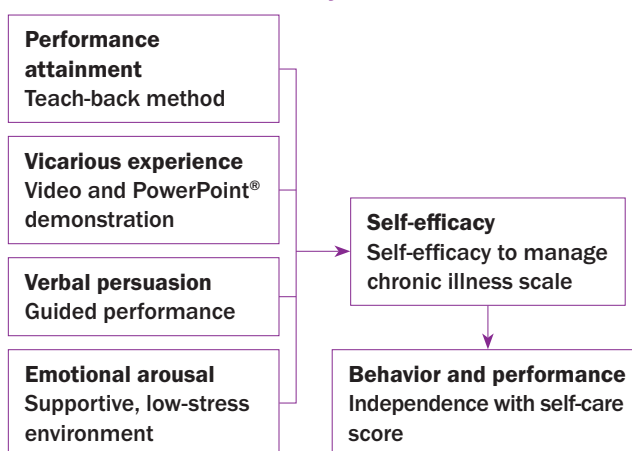 Performance
attainment
Teach-back method
Vicarious experience
Video and PowerPoint®
demonstration
Verbal persuasion
Guided performance
Emotional arousal
Supportive, low-stress
environment
Self-efficacy
Self-efficacy to manage
chronic illness scale
Behavior and performance
Independence with self-care
score